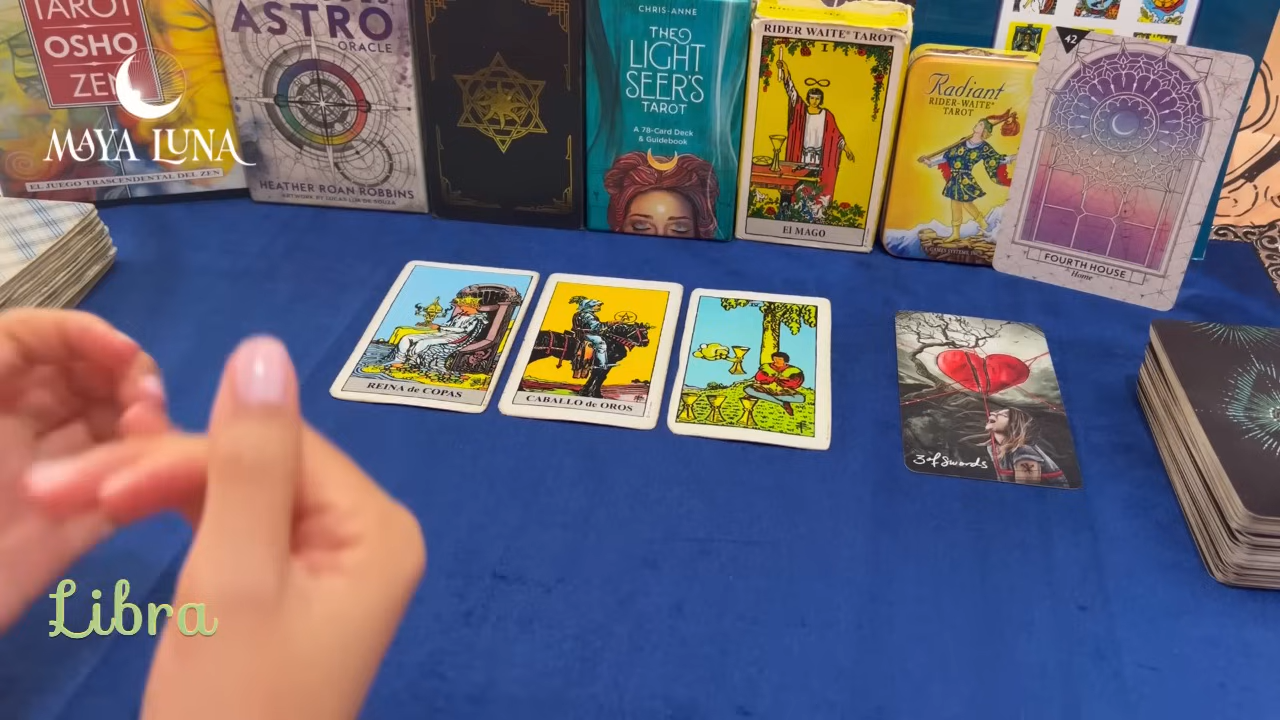 TAROT
OSHO
ZEN
EL JUEGO TRASCENDENTAL DEL ZEN
MAYA LUNA
ASTRO
ORACLE
HEATHER ROAN ROBBINS
CHRIS-ANNE
THE
LIGHT
SEER'S
TAROT
A 78-Card Deck
& Guidebook
RIDER WAITE® TAROT
I
El MAGO
Radiant
RIDER-WAITE®
TAROT
42
FOURTH HOUSE
Home
REINA de COPAS
CABALLO de OROS
3 of Swords
Libra